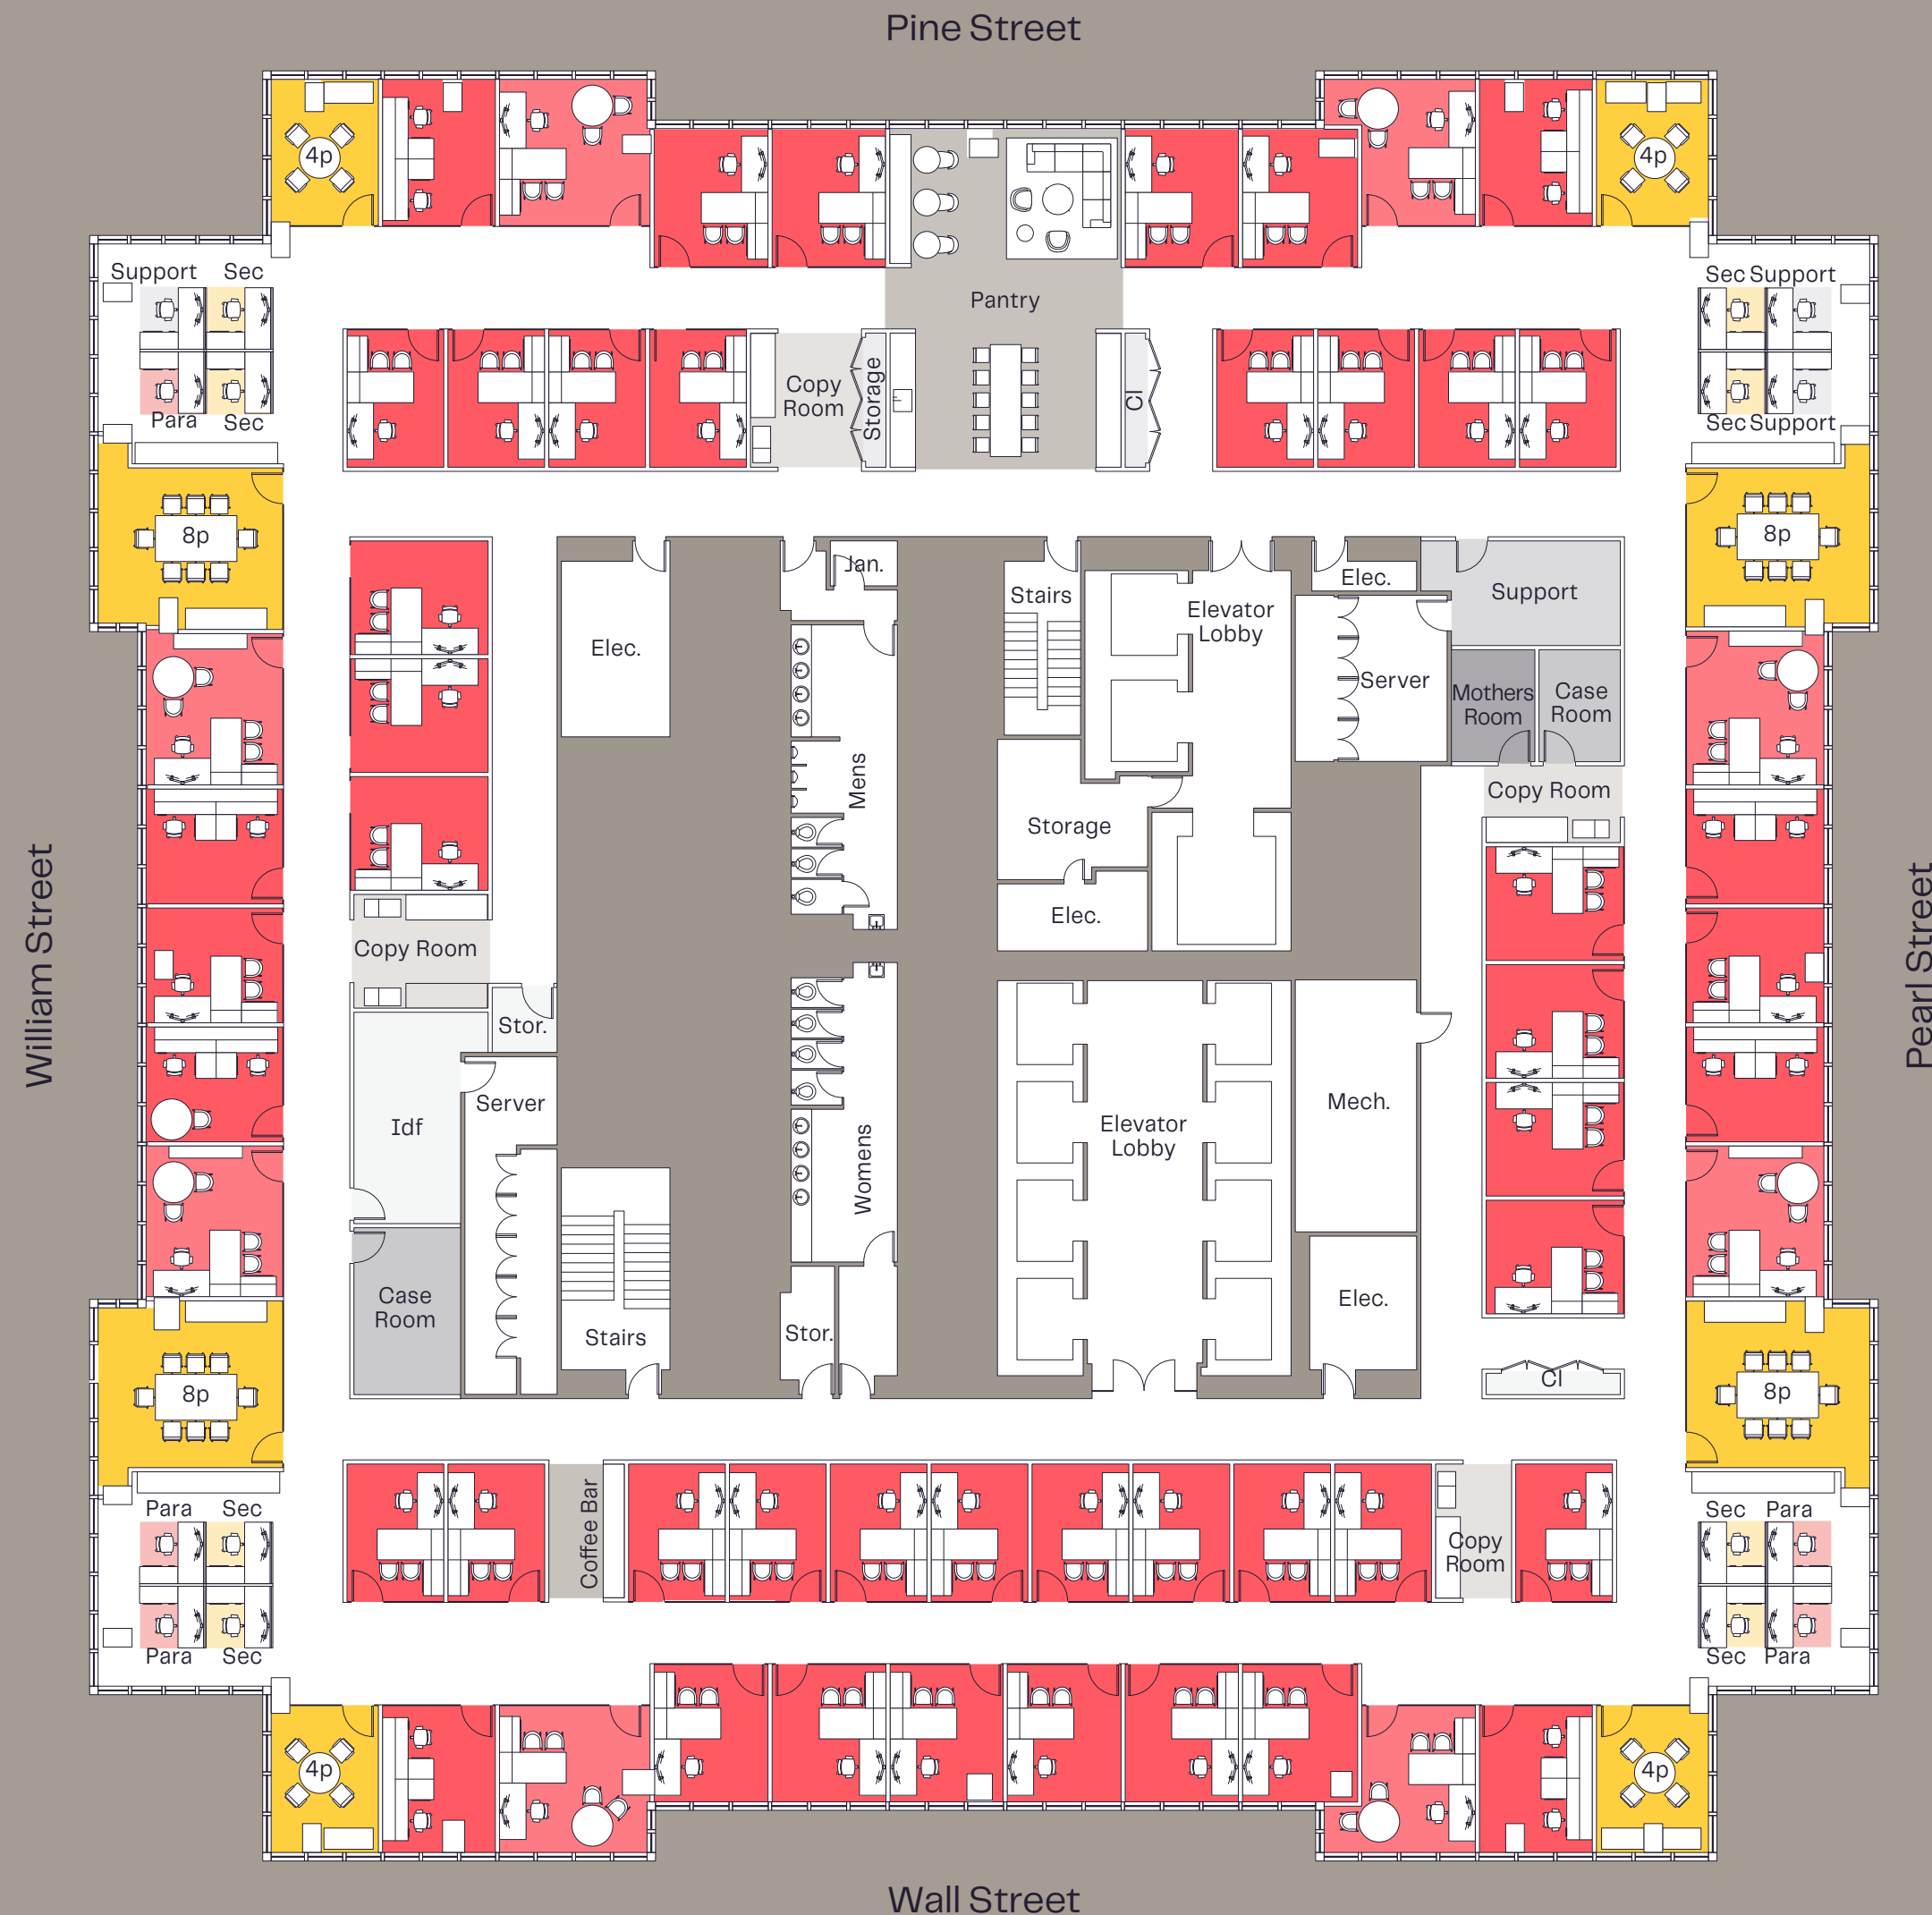 Pine Street
4p
4p
Support Sec
Sec Support
Pantry
Copy
Room
Storage
Cl
Para
Sec
Sec Support
8p
8p
Jan.
Stairs
Elevator
Lobby
Elec.
Support
Elec.
Server
Mothers
Room
Case
Room
Mens
Copy Room
Storage
Elec.
Copy Room
William Street
Pearl Street
Stor.
Server
Idf
Mech.
Elevator
Lobby
Womens
Case
Room
Elec.
Stairs
Stor.
Cl
8p
8p
Para Sec
Coffee Bar
Sec Para
Copy
Room
Para Sec
Sec Para
4p
4p
Wall Street